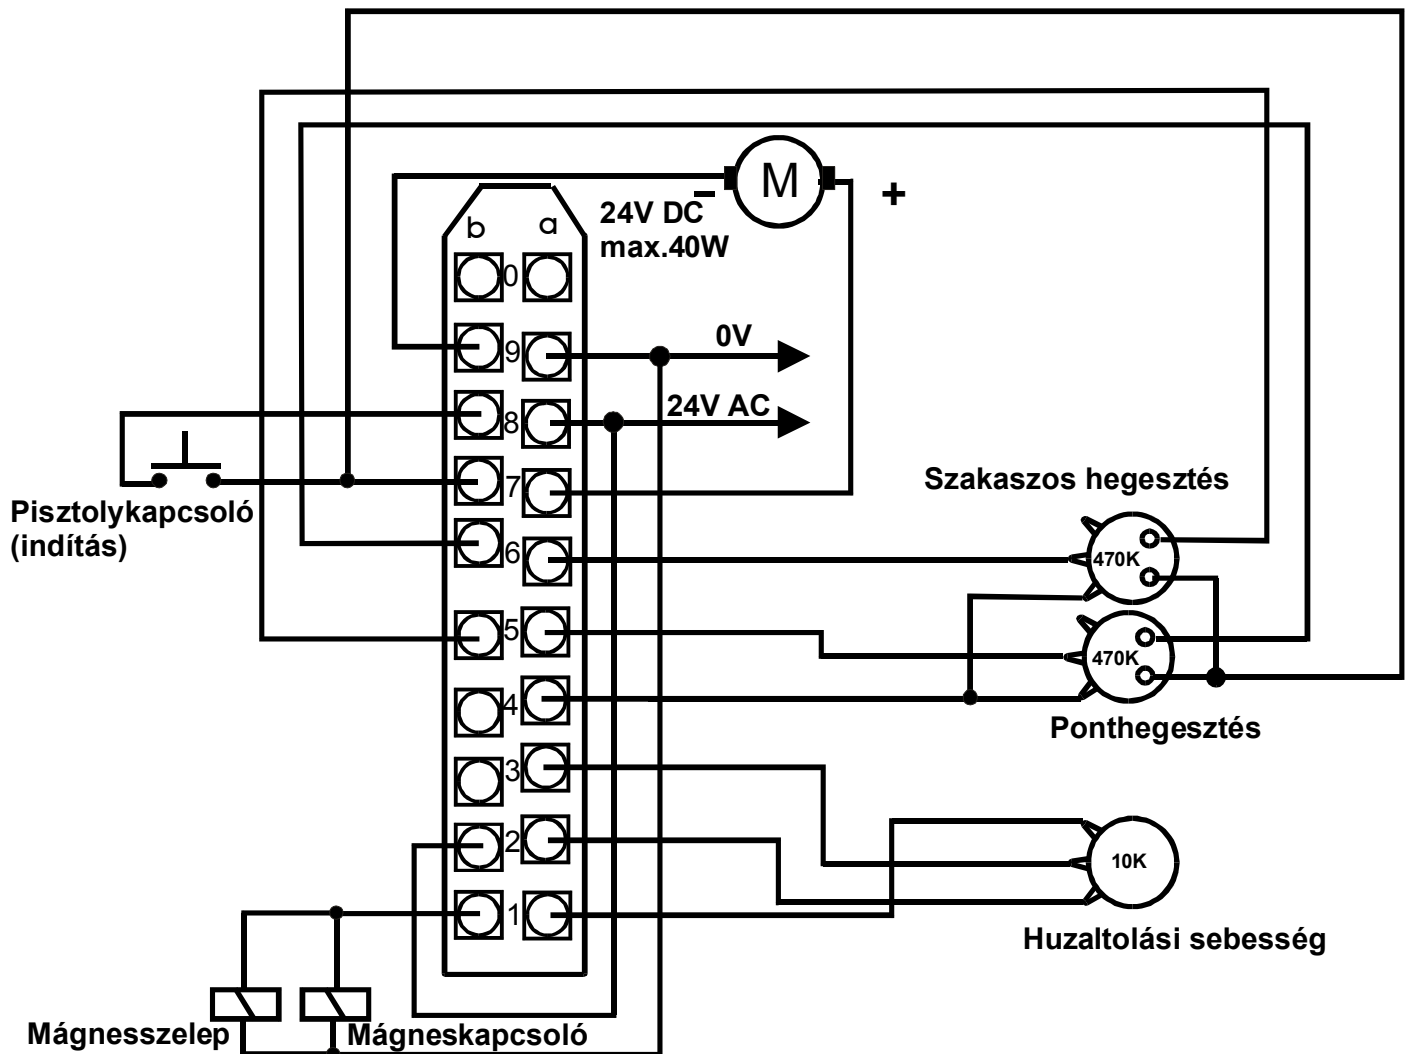 M
− +
24V DC
max.40W
b a
0
9
0V
8
24V AC
7
Szakaszos hegesztés
Pisztolykapcsoló
(indítás)
6
470K
5
470K
4
Ponthegesztés
3
2
10K
1
Huzaltolási sebesség
Mágnesszelep
Mágneskapcsoló